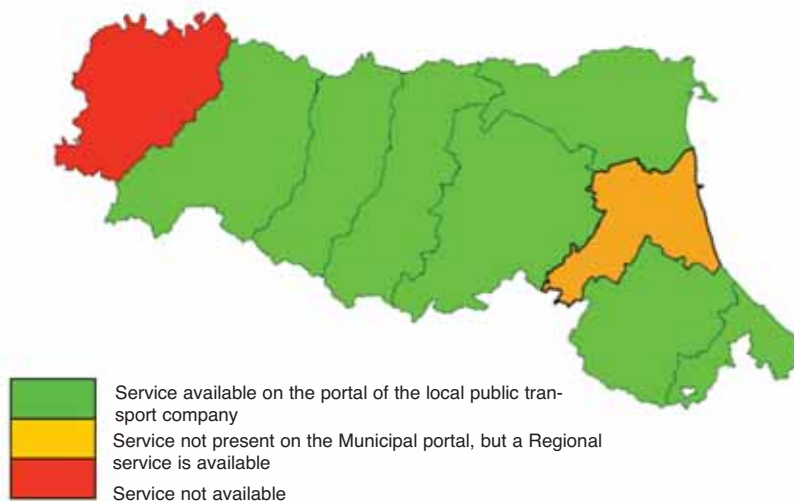 Service available on the portal of the local public tran-
sport company
Service not present on the Municipal portal, but a Regional
service is available
Service not available